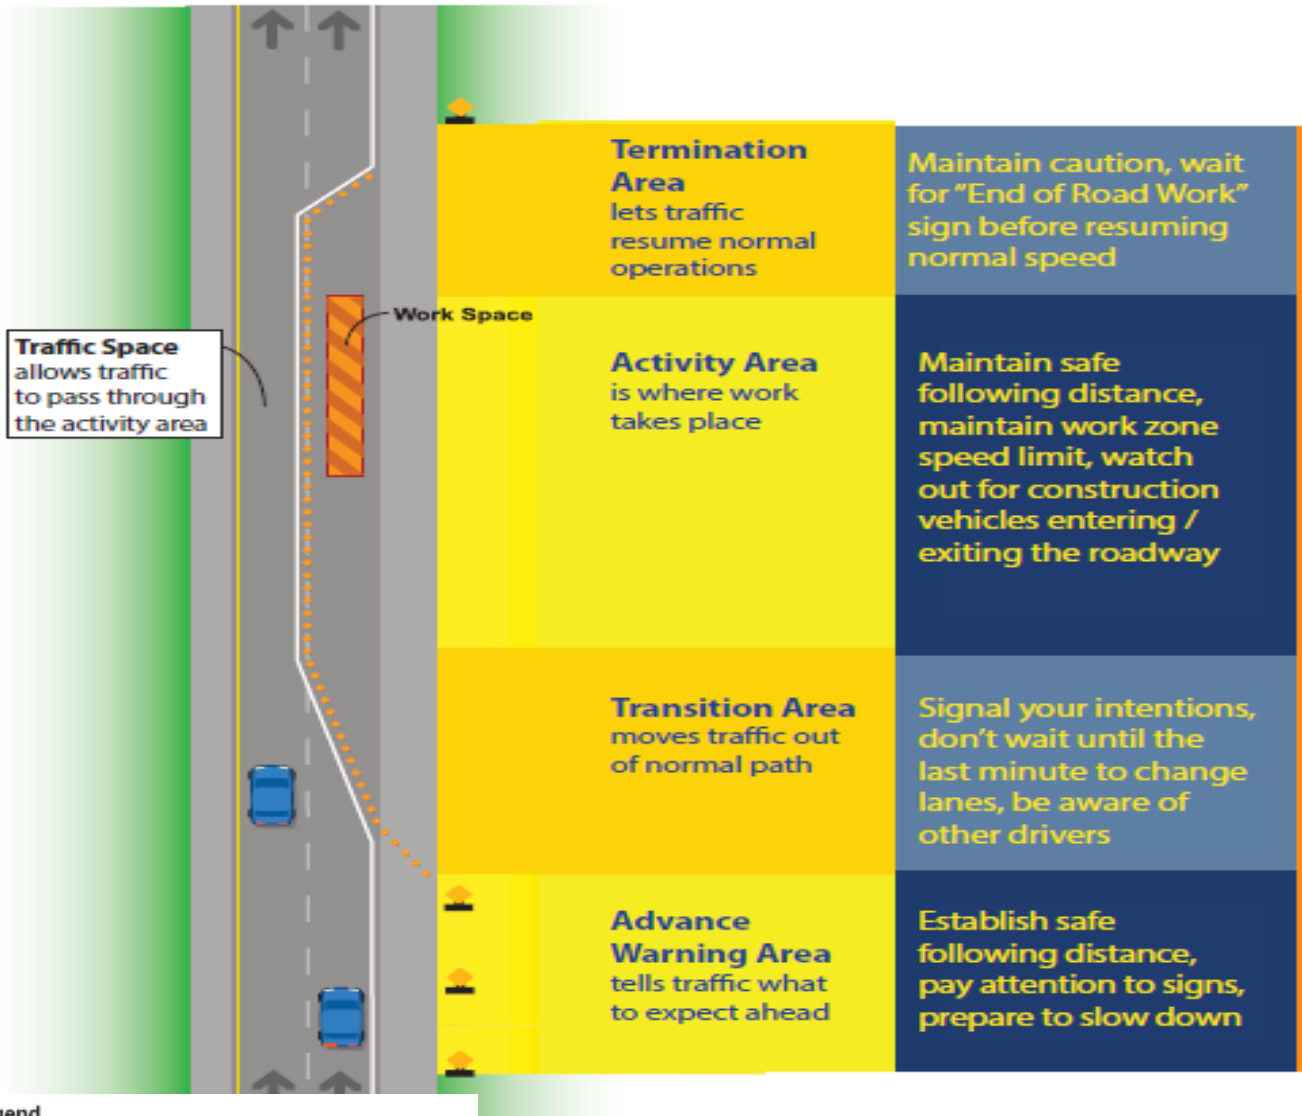 Termination
Area
lets traffic
resume normal
operations
Maintain caution, wait
for “End of Road Work”
sign before resuming
normal speed
Work Space
Traffic Space
allows traffic
to pass through
the activity area
Activity Area
is where work
takes place
Maintain safe
following distance,
maintain work zone
speed limit, watch
out for construction
vehicles entering /
exiting the roadway
Transition Area
moves traffic out
of normal path
Signal your intentions,
don’t wait until the
last minute to change
lanes, be aware of
other drivers
Advance
Warning Area
tells traffic what
to expect ahead
Establish safe
following distance,
pay attention to signs,
prepare to slow down